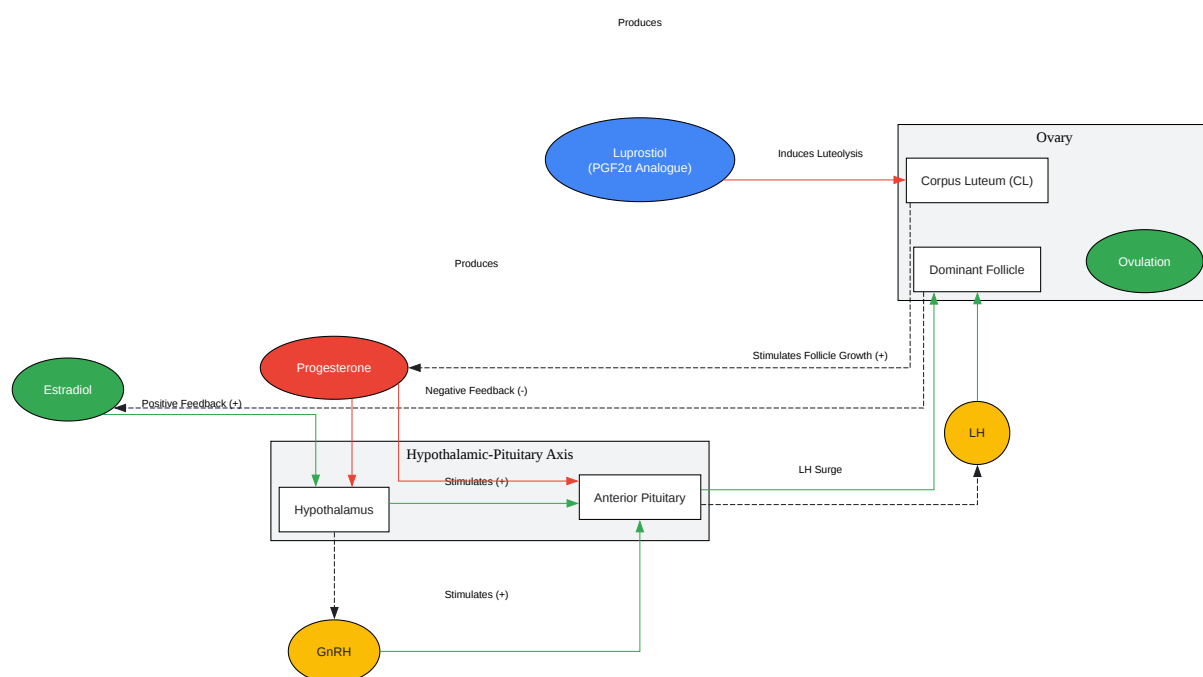 Produces
Ovary
Luprostiol
(PGF2α Analogue)
Induces Luteolysis
Corpus Luteum (CL)
Produces
Dominant Follicle
Ovulation
Stimulates Follicle Growth (+)
Progesterone
Estradiol
Negative Feedback (-)
Positive Feedback (+)
LH
Hypothalamic-Pituitary Axis
LH Surge
Stimulates (+)
Anterior Pituitary
Hypothalamus
Stimulates (+)
GnRH